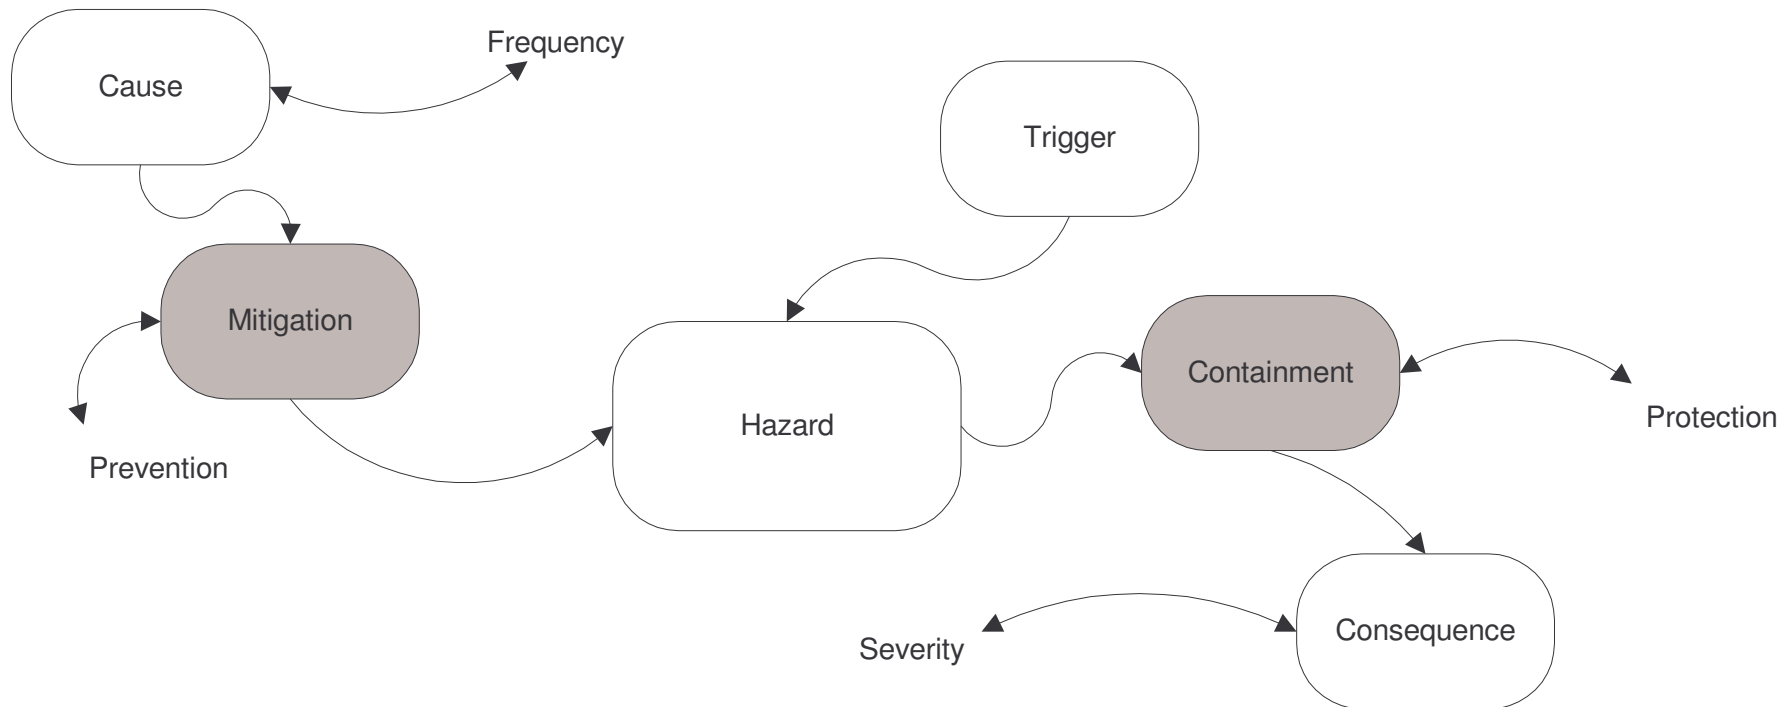 Frequency
Cause
Trigger
Mitigation
Containment
Protection
Hazard
Prevention
Consequence
Severity